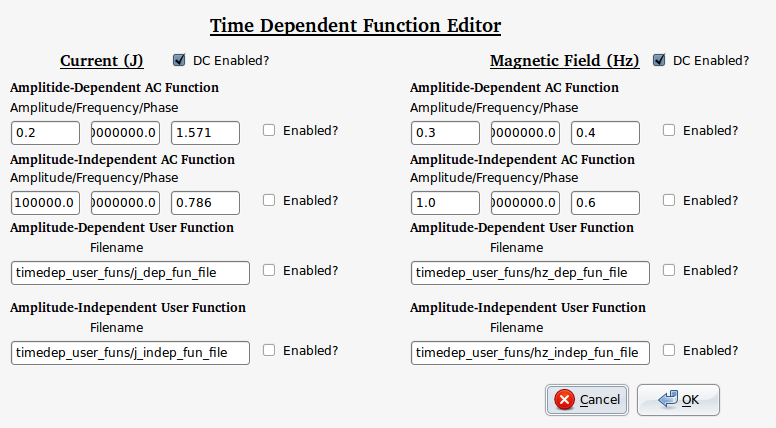 Time Dependent Function Editor
Current (J) DC Enabled? Magnetic Field (Hz) DC Enabled?
Amplitide-Dependent AC Function Amplitide-Dependent AC Function
Amplitude/Frequency/Phase Amplitude/Frequency/Phase
0.2 0000000.0 1.571 Enabled? 0.3 0000000.0 0.4 Enabled?
Amplitude-Independent AC Function Amplitude-Independent AC Function
Amplitude/Frequency/Phase Amplitude/Frequency/Phase
100000.0 0000000.0 0.786 Enabled? 1.0 0000000.0 0.6 Enabled?
Amplitude-Dependent User Function Amplitude-Dependent User Function
Filename Filename
timedep_user_funs/j_dep_fun_file Enabled? timedep_user_funs/hz_dep_fun_file Enabled?
Amplitude-Independent User Function Amplitude-Independent User Function
Filename Filename
timedep_user_funs/j_indep_fun_file Enabled? timedep_user_funs/hz_indep_fun_file Enabled?
Cancel OK